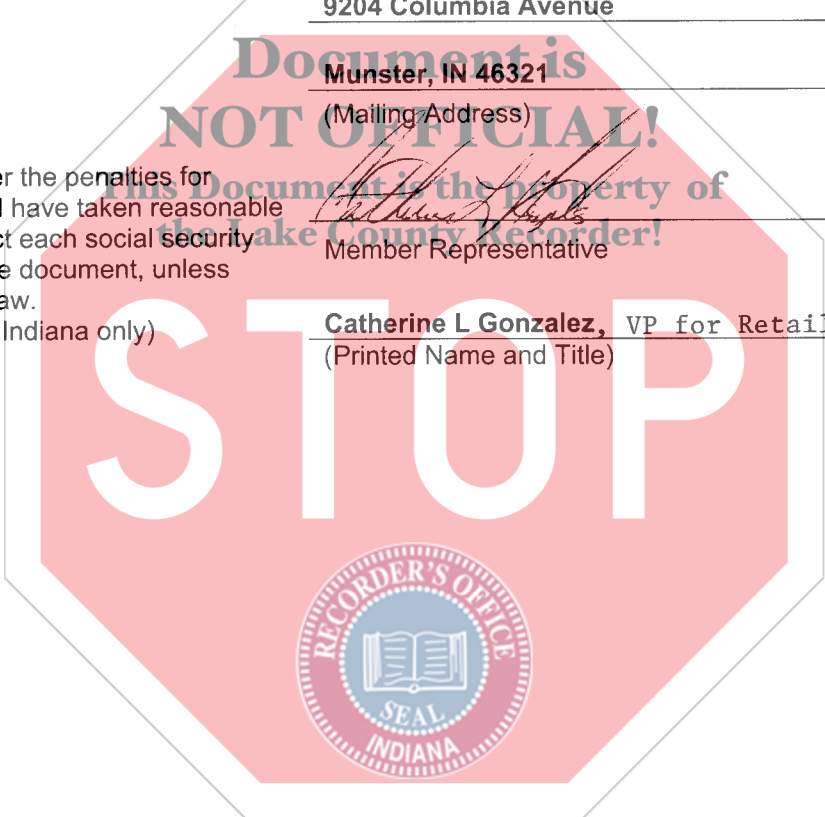 9204 Columbia Avenue
Document is
Munster, IN 46321
NOT OFFICIAL!
(Mailing Address)
er the penalties for
This Document is the property of
I have taken reasonable
ct each social security
the Lake County Recorder!
Member Representative
e document, unless
aw.
Indiana only)
Catherine L Gonzalez, VP for Retail
(Printed Name and Title)
STOP
RECORDER'S OFFICE
SEAL
INDIANA